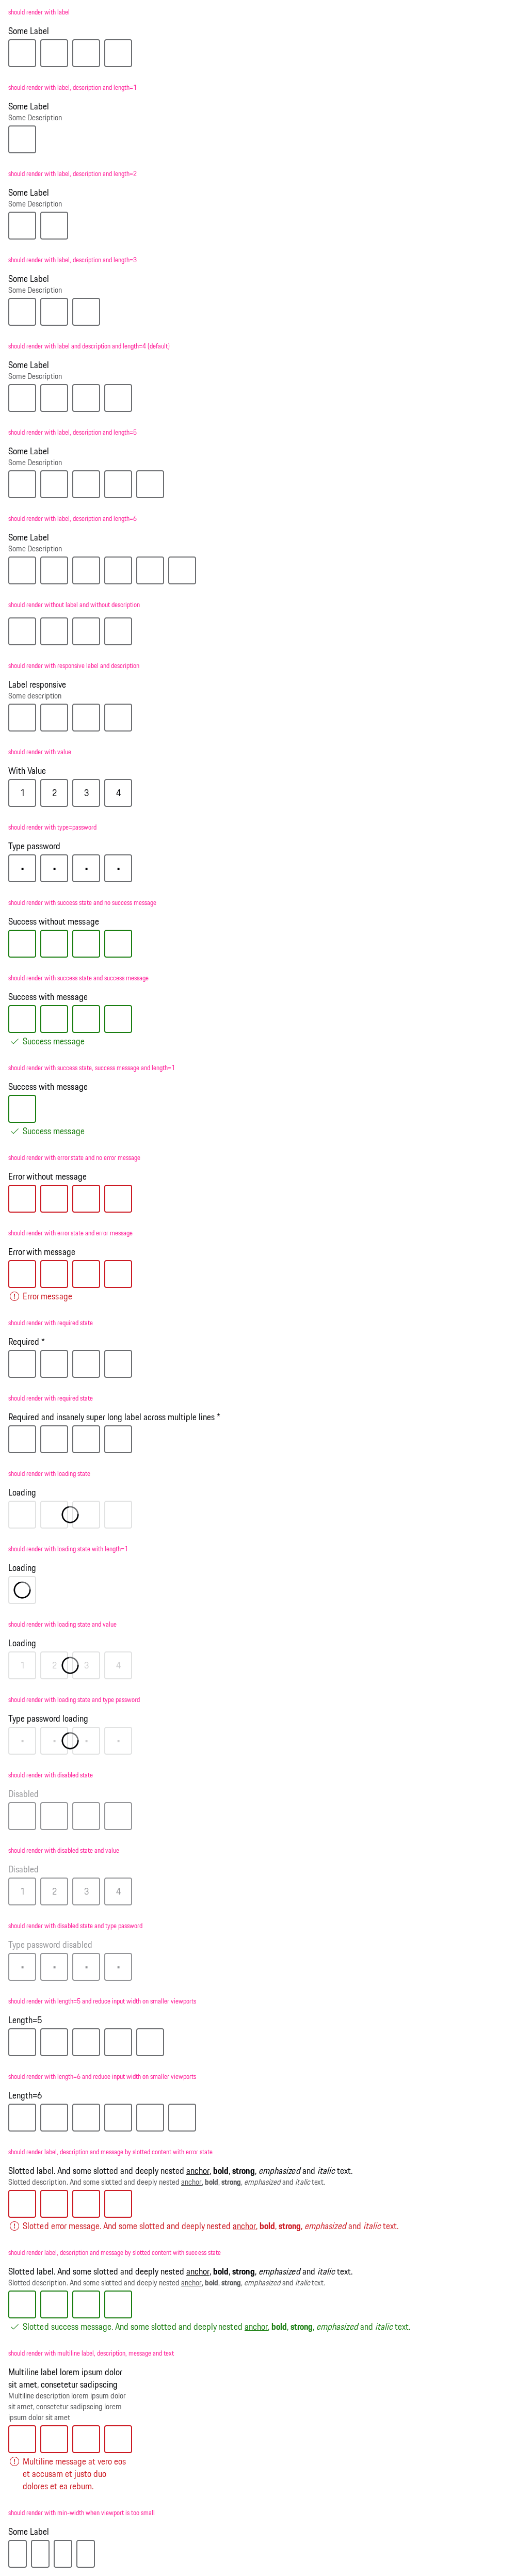 should render with label
Some Label
should render with label, description and length=1
Some Label
Some Description
should render with label, description and length=2
Some Label
Some Description
should render with label, description and length=3
Some Label
Some Description
should render with label and description and length=4 (default)
Some Label
Some Description
should render with label, description and length=5
Some Label
Some Description
should render with label, description and length=6
Some Label
Some Description
should render without label and without description
should render with responsive label and description
Label responsive
Some description
should render with value
With Value
1 2 3 4
should render with type=password
Type password
• • • •
should render with success state and no success message
Success without message
should render with success state and success message
Success with message
Success message
should render with success state, success message and length=1
Success with message
Success message
should render with error state and no error message
Error without message
should render with error state and error message
Error with message
Error message
should render with required state
Required *
should render with required state
Required and insanely super long label across multiple lines *
should render with loading state
Loading
should render with loading state with length=1
Loading
should render with loading state and value
Loading
1 2 3 4
should render with loading state and type password
Type password loading
• • • •
should render with disabled state
Disabled
should render with disabled state and value
Disabled
1 2 3 4
should render with disabled state and type password
Type password disabled
• • • •
should render with length=5 and reduce input width on smaller viewports
Length=5
should render with length=6 and reduce input width on smaller viewports
Length=6
should render label, description and message by slotted content with error state
Slotted label. And some slotted and deeply nested anchor, bold, strong, emphasized and italic text.
Slotted description. And some slotted and deeply nested anchor, bold, strong, emphasized and italic text.
Slotted error message. And some slotted and deeply nested anchor, bold, strong, emphasized and italic text.
should render label, description and message by slotted content with success state
Slotted label. And some slotted and deeply nested anchor, bold, strong, emphasized and italic text.
Slotted description. And some slotted and deeply nested anchor, bold, strong, emphasized and italic text.
Slotted success message. And some slotted and deeply nested anchor, bold, strong, emphasized and italic text.
should render with multiline label, description, message and text
Multiline label lorem ipsum dolor
sit amet, consetetur sadipscing
Multiline description lorem ipsum dolor
sit amet, consetetur sadipscing lorem
ipsum dolor sit amet
Multiline message at vero eos
et accusam et justo duo
dolores et ea rebum.
should render with min-width when viewport is too small
Some Label